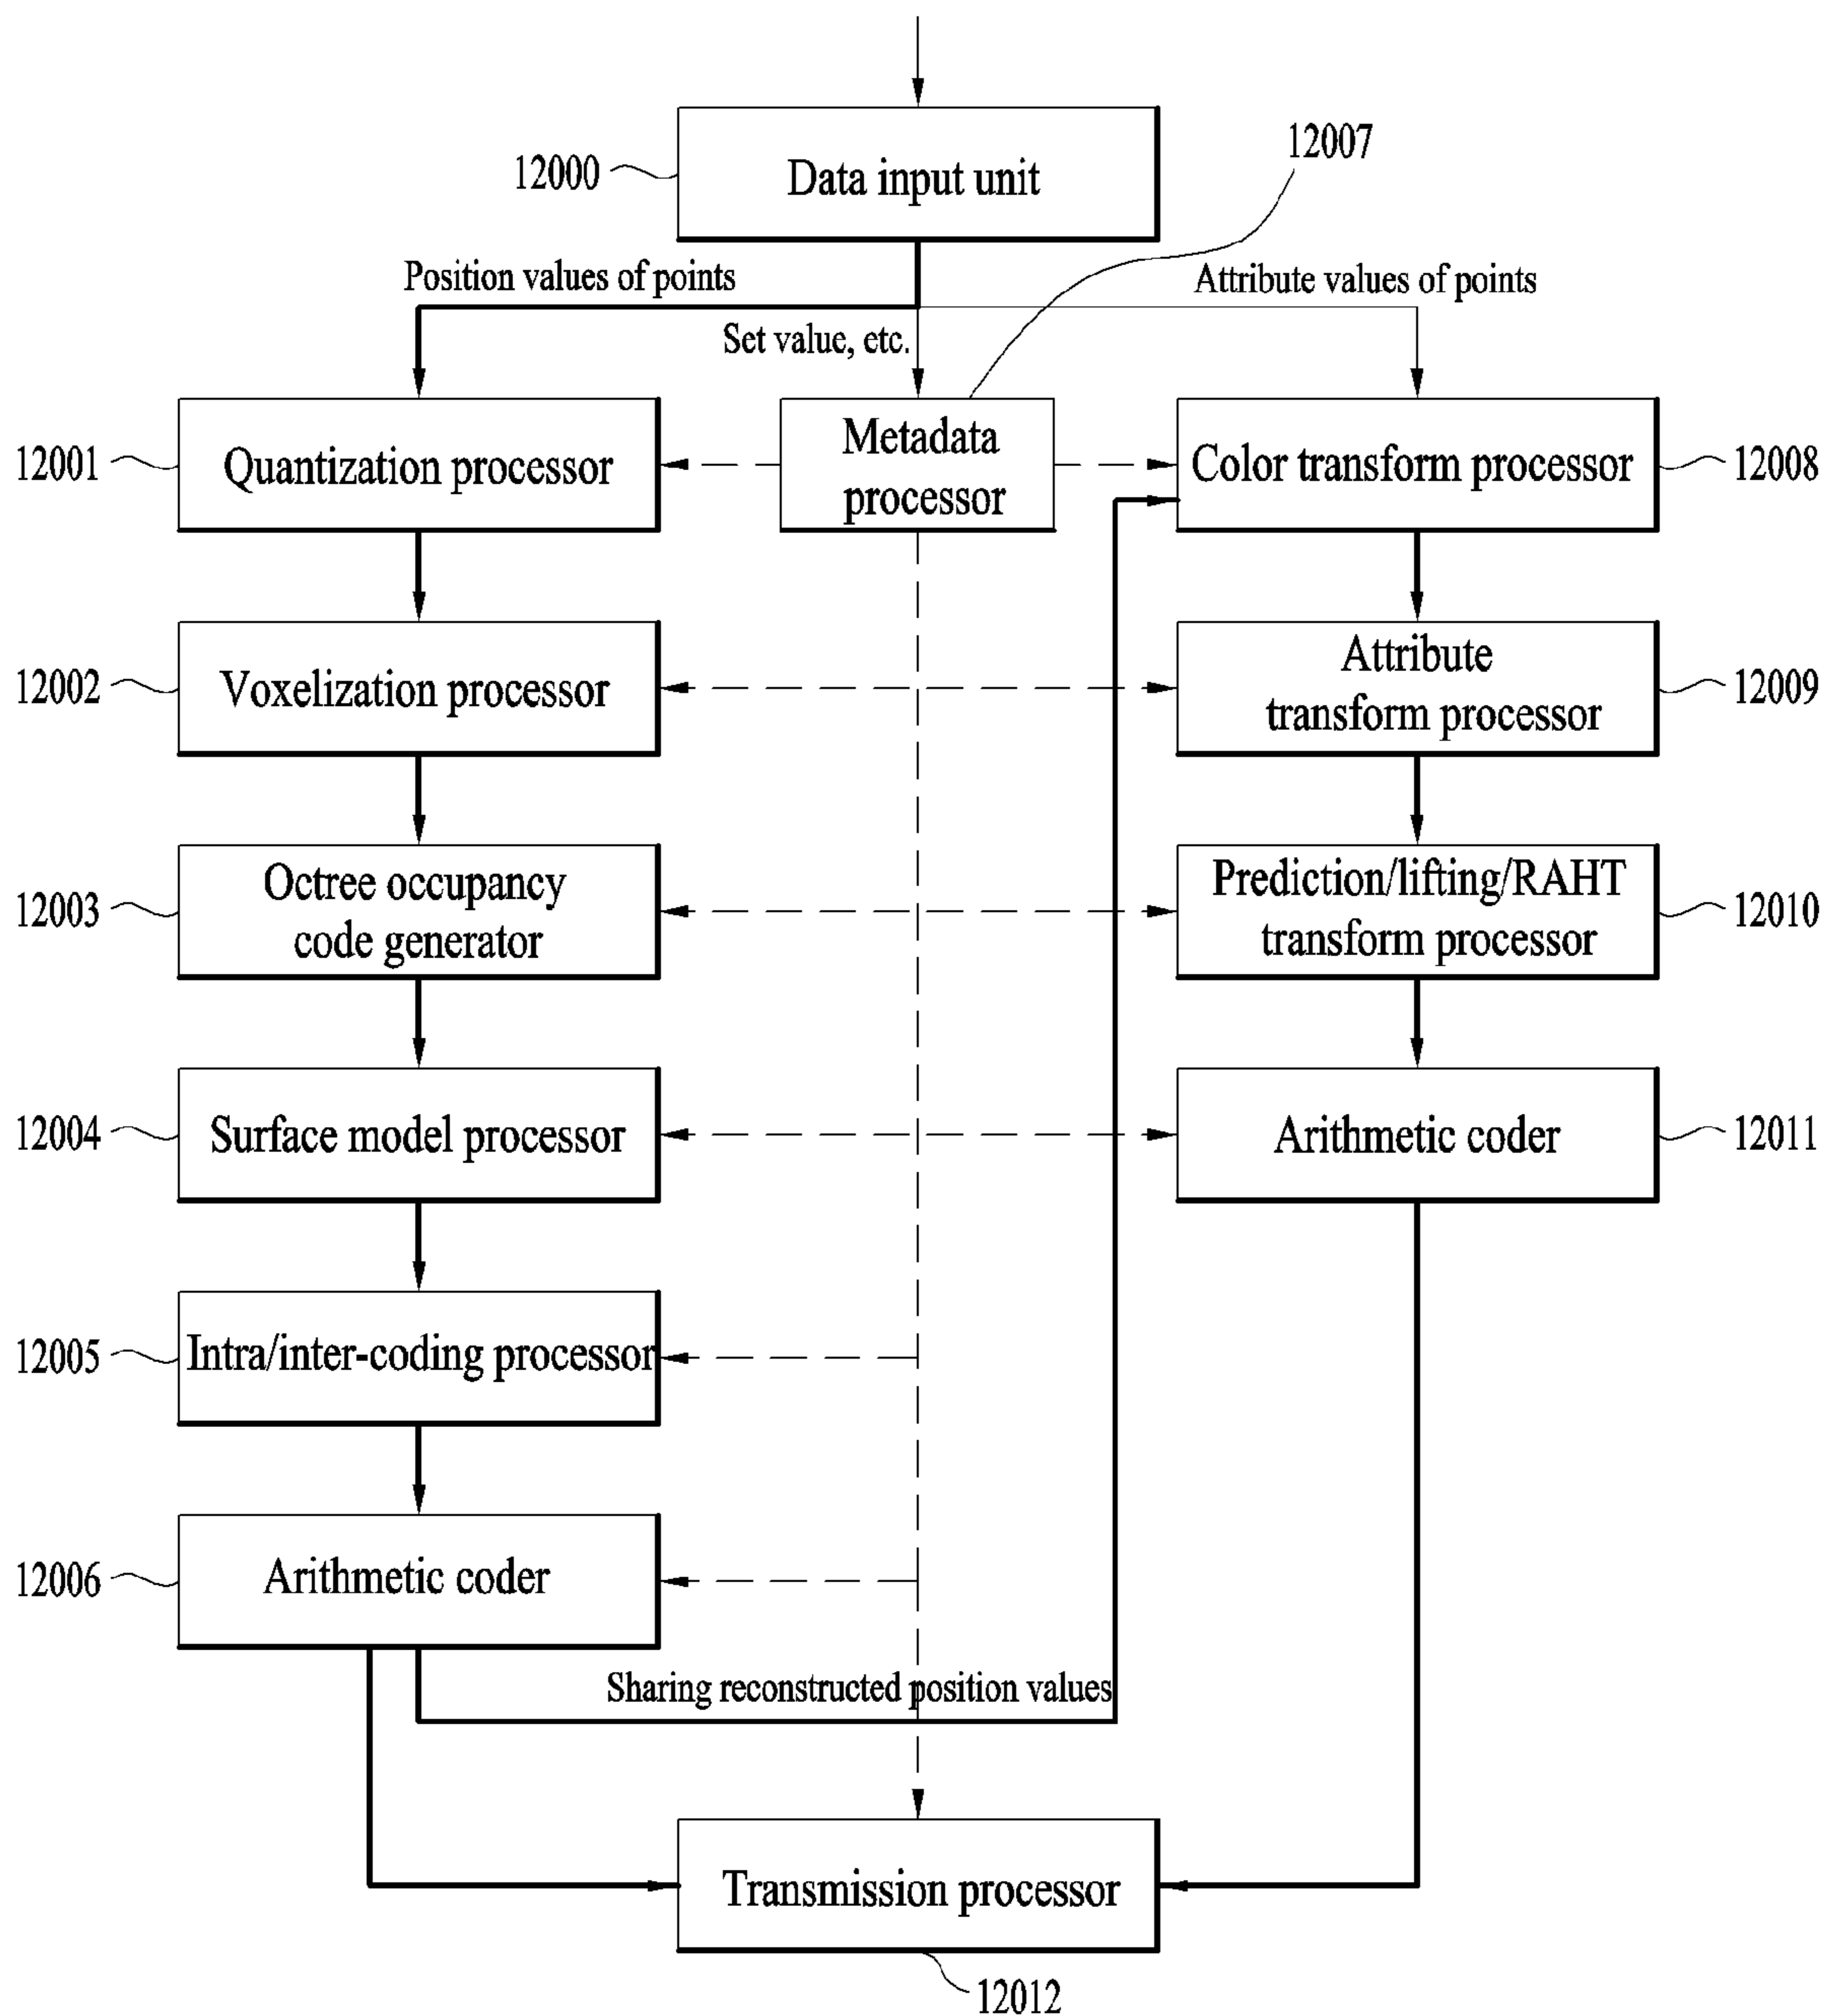 12000
Data input unit
12007
Position values of points
Set value, etc.
Attribute values of points
12001
Quantization processor
Metadata
processor
Color transform processor
12008
12002
Voxelization processor
Attribute
transform processor
12009
12003
Octree occupancy
code generator
Prediction/lifting/RAHT
transform processor
12010
12004
Surface model processor
Arithmetic coder
12011
12005
Intra/inter-coding processor
12006
Arithmetic coder
Sharing reconstructed position values
Transmission processor
12012